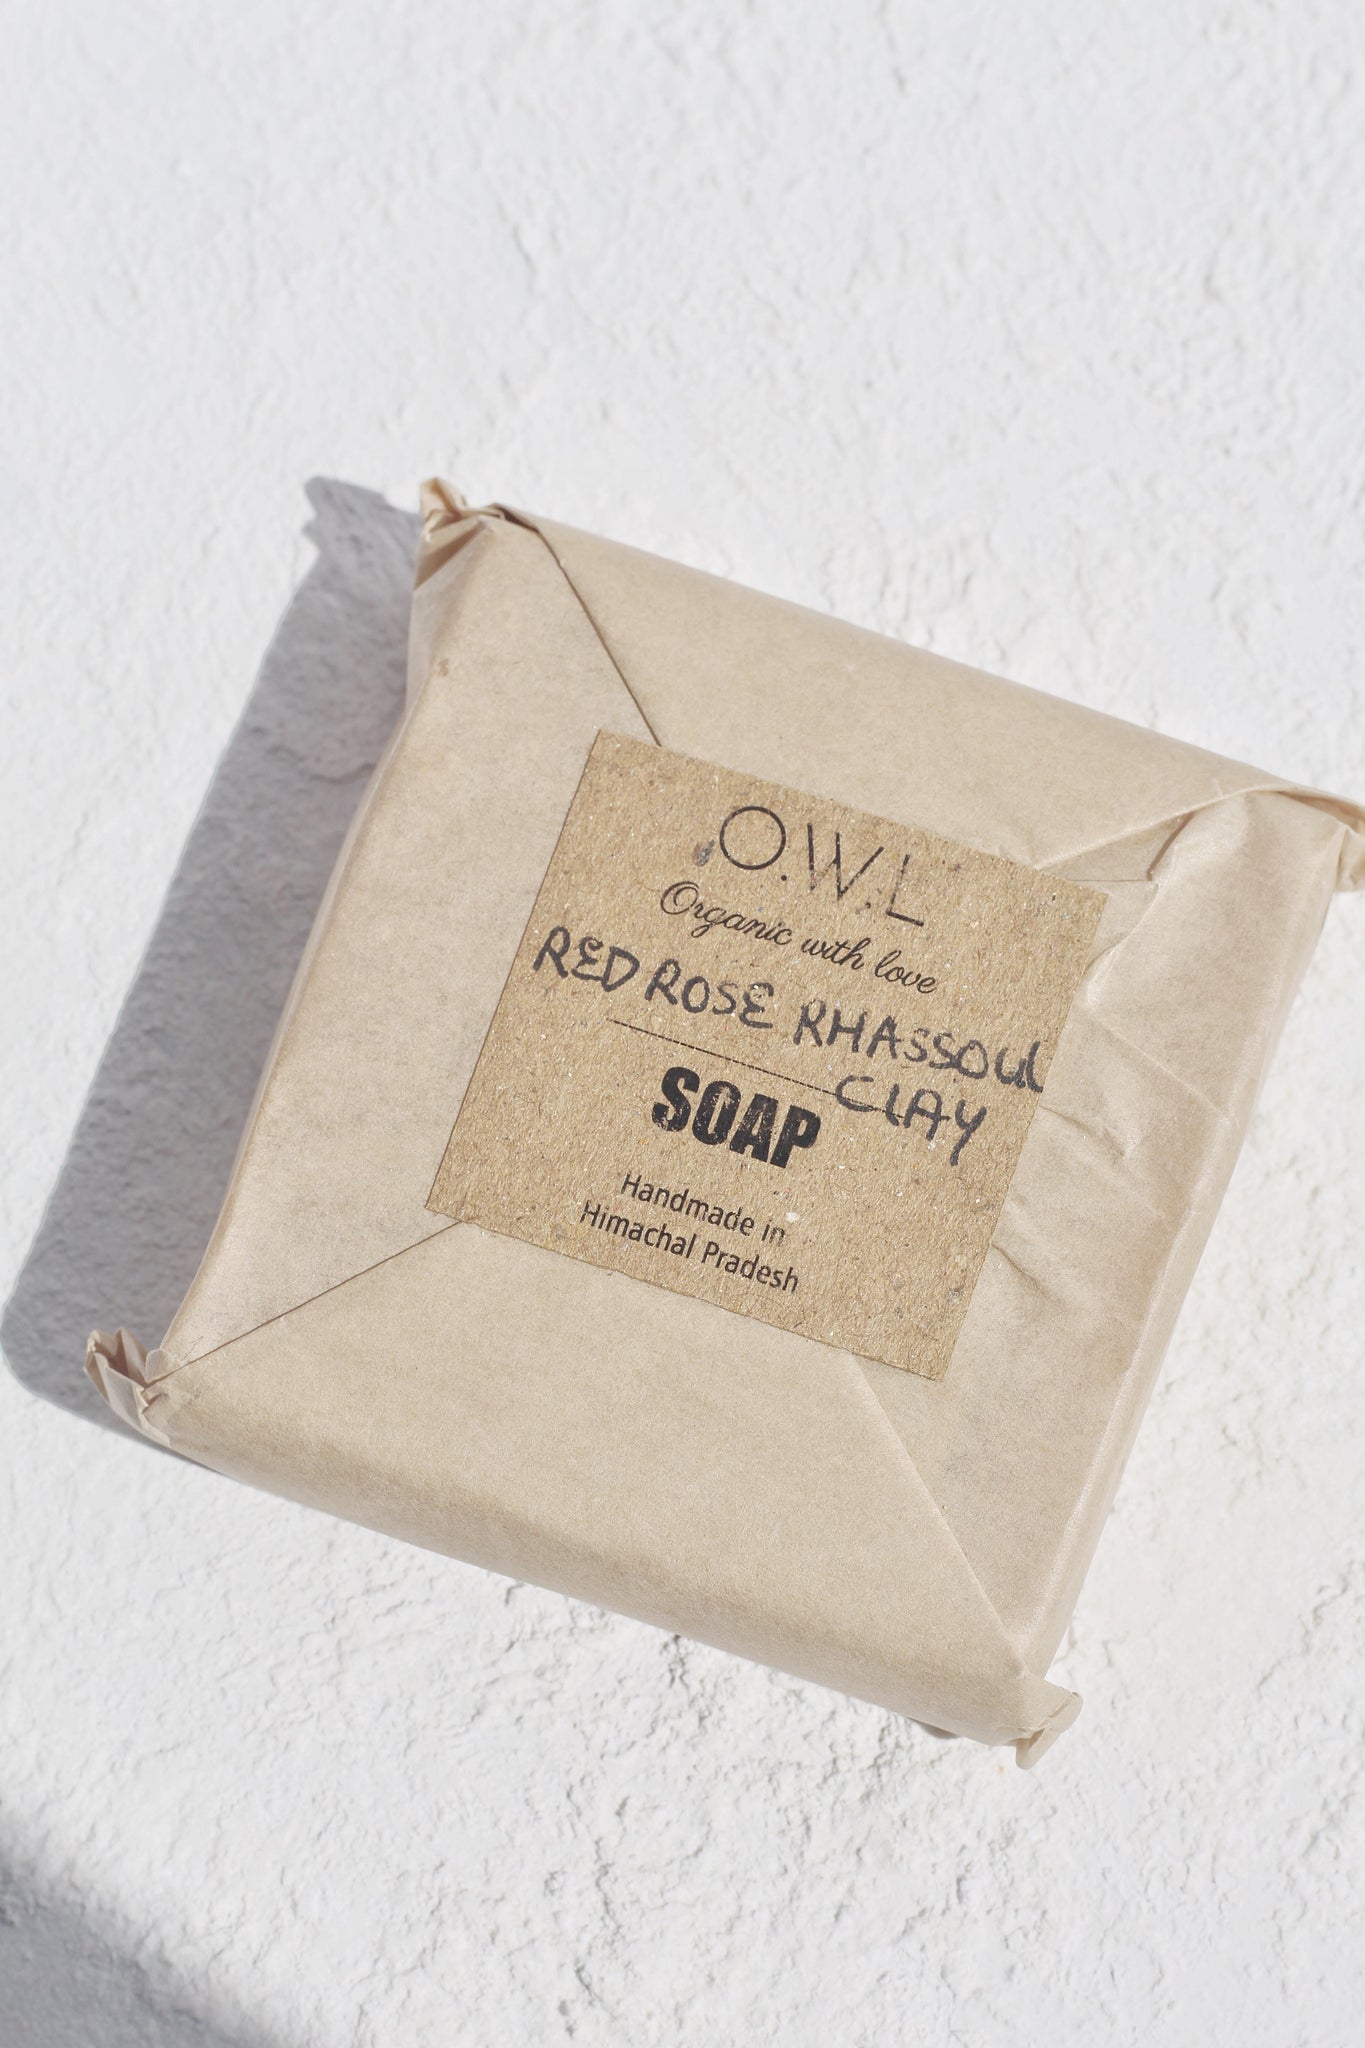 O.W.L
Organic with love
RED ROSE RHASSOUL
CLAY
SOAP
Handmade in
Himachal Pradesh